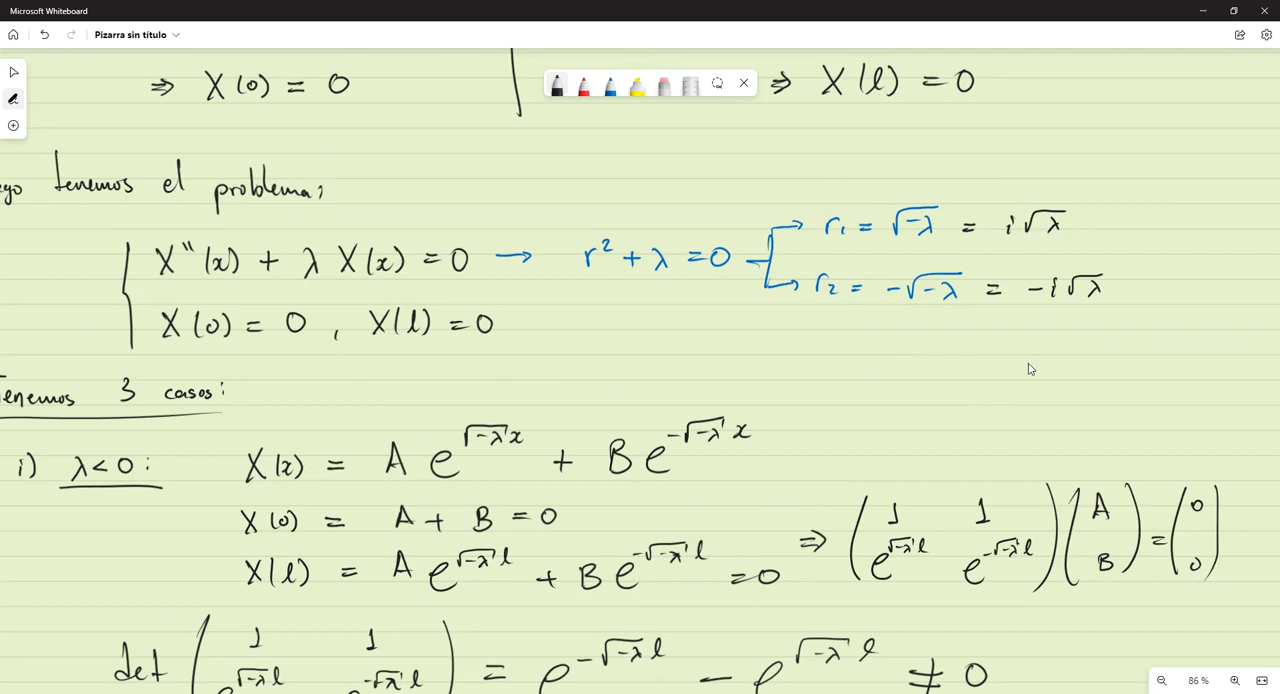 Microsoft Whiteboard
Pizarra sin título
⇒ X(0) = 0
⇒ X(l) = 0
tenemos el problema;
X''(x) + λ X(x) = 0 → r² + λ = 0
r₁ = √-λ = i√λ
r₂ = -√-λ = -i√λ
X(0) = 0 , X(l) = 0
Tenemos 3 casos:
i) λ < 0 : X(x) = A e^{√-λ x} + B e^{-√-λ x}
X(0) = A + B = 0
X(l) = A e^{√-λ l} + B e^{-√-λ l} = 0
⇒ (1 1; e^{√-λ l} e^{-√-λ l}) (A; B) = (0; 0)
det (1 1; e^{√-λ l} e^{-√-λ l}) = e^{-√-λ l} - e^{√-λ l} ≠ 0
86 %